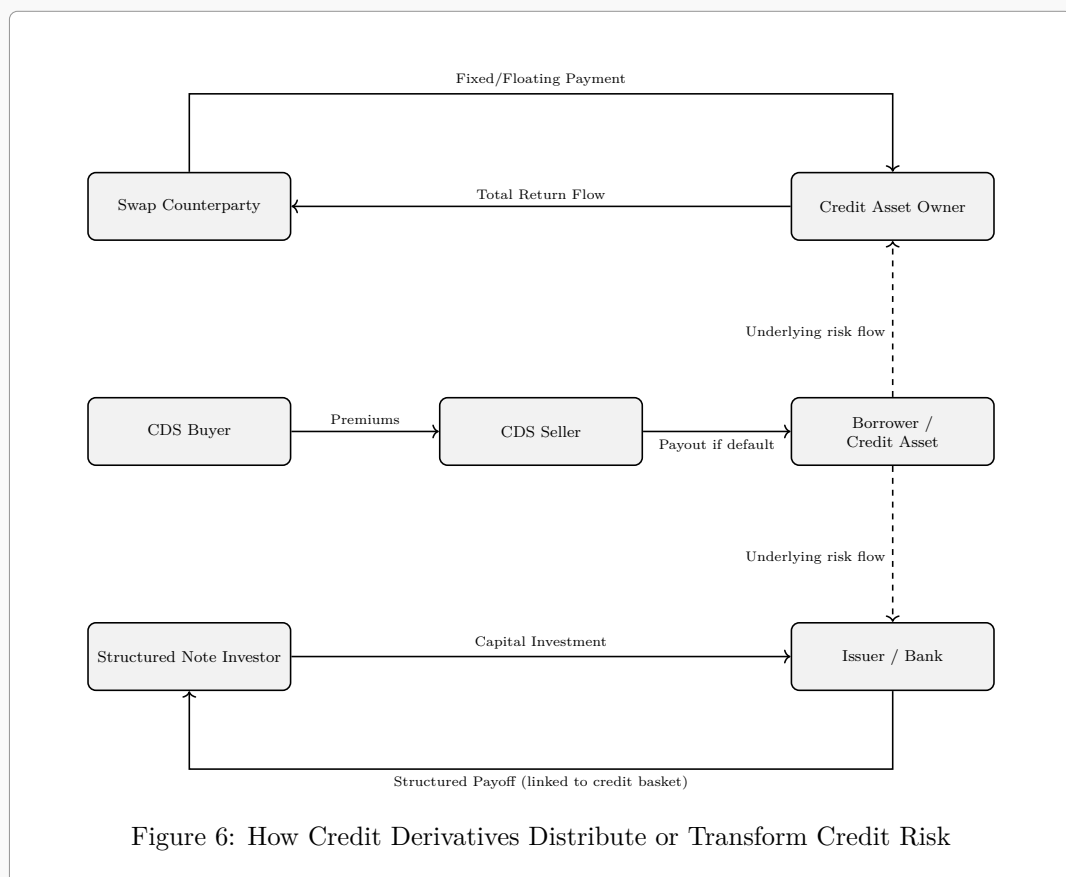 Fixed/Floating Payment
Swap Counterparty
Total Return Flow
Credit Asset Owner
Underlying risk flow
CDS Buyer
Premiums
CDS Seller
Payout if default
Borrower /
Credit Asset
Underlying risk flow
Structured Note Investor
Capital Investment
Issuer / Bank
Structured Payoff (linked to credit basket)
Figure 6: How Credit Derivatives Distribute or Transform Credit Risk